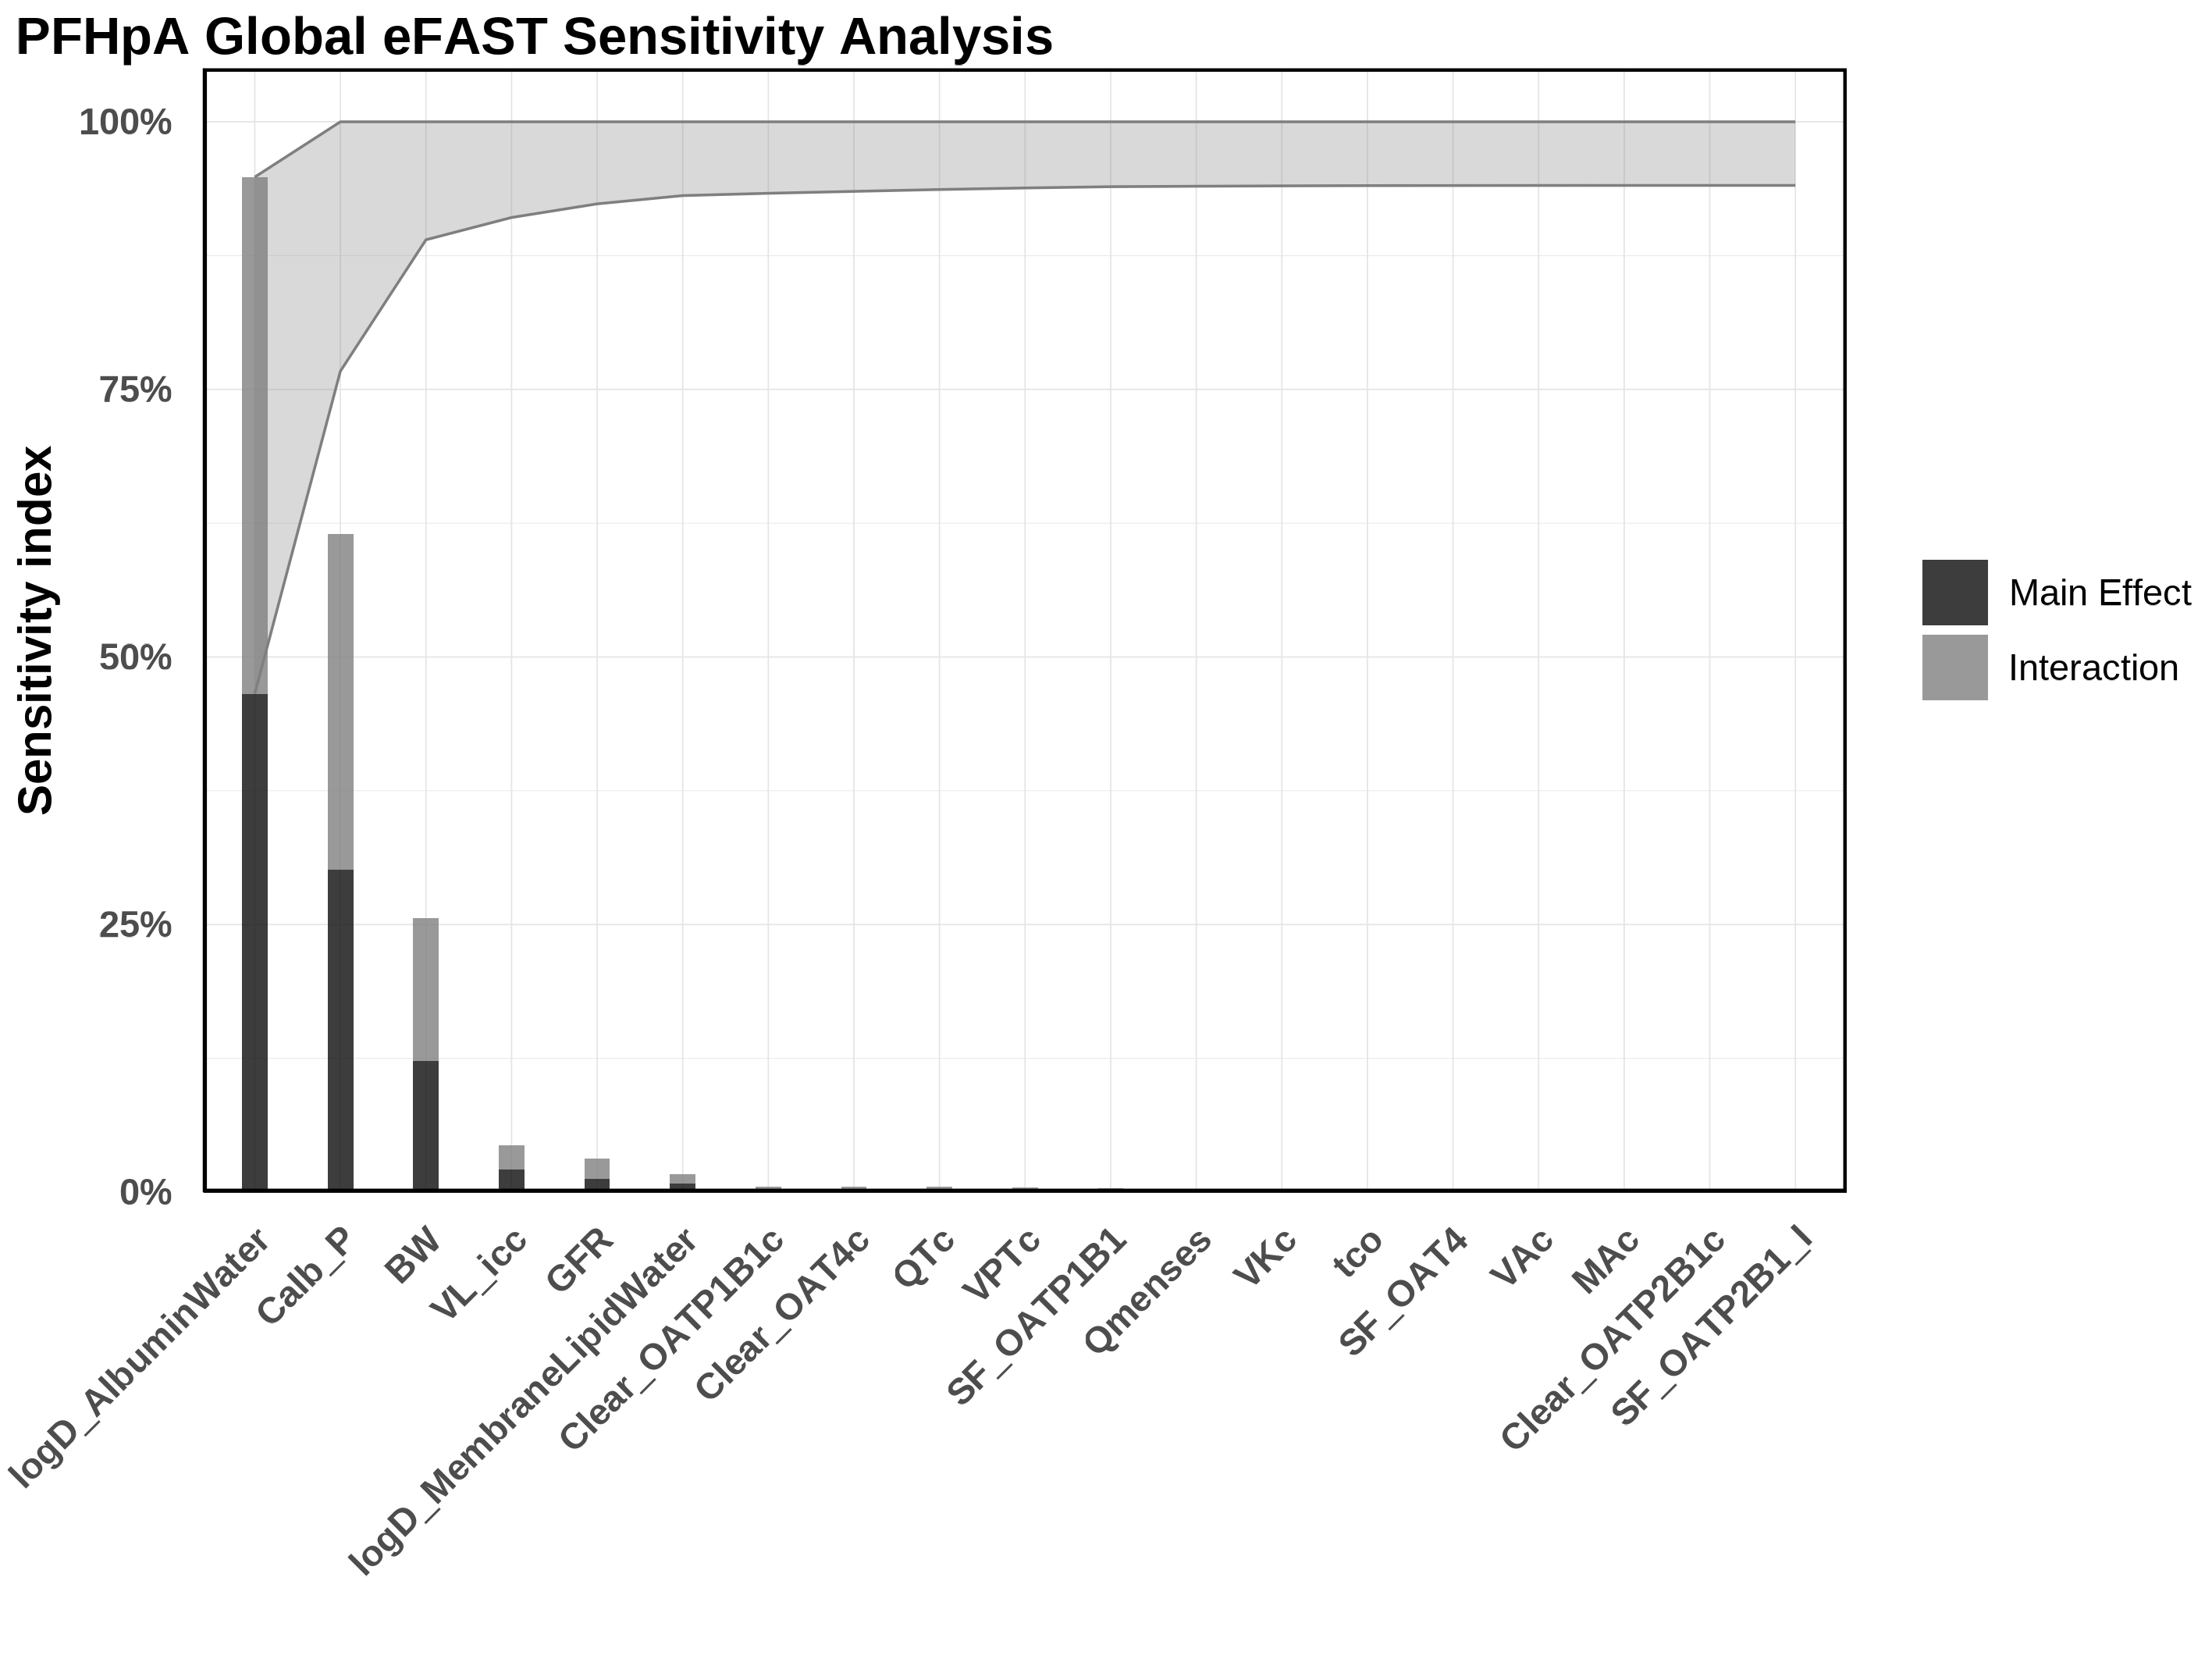 PFHpA Global eFAST Sensitivity Analysis
100%
75%
50%
25%
0%
Sensitivity index
Main Effect
Interaction
logD_AlbuminWater
Calb_P
BW
VL_icc
GFR
logD_MembraneLipidWater
Clear_OATP1B1c
Clear_OAT4c
QTc
VPTc
SF_OATP1B1
Qmenses
VKc
tco
SF_OAT4
VAc
MAc
Clear_OATP2B1c
SF_OATP2B1_l